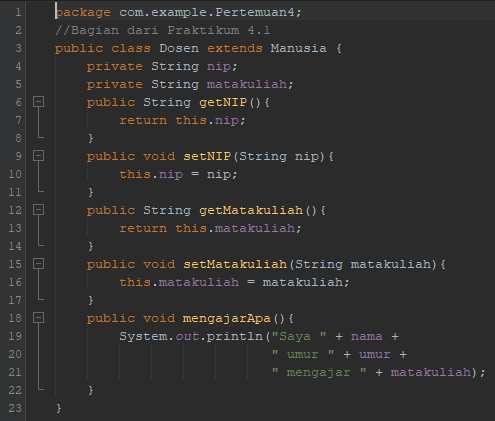 1 package com.example.Pertemuan4;
2 //Bagian dari Praktikum 4.1
3 public class Dosen extends Manusia {
4     private String nip;
5     private String matakuliah;
6     public String getNIP(){
7         return this.nip;
8     }
9     public void setNIP(String nip){
10         this.nip = nip;
11     }
12     public String getMatakuliah(){
13         return this.matakuliah;
14     }
15     public void setMatakuliah(String matakuliah){
16         this.matakuliah = matakuliah;
17     }
18     public void mengajarApa(){
19         System.out.println("Saya " + nama +
20                            " umur " + umur +
21                            " mengajar " + matakuliah);
22     }
23 }